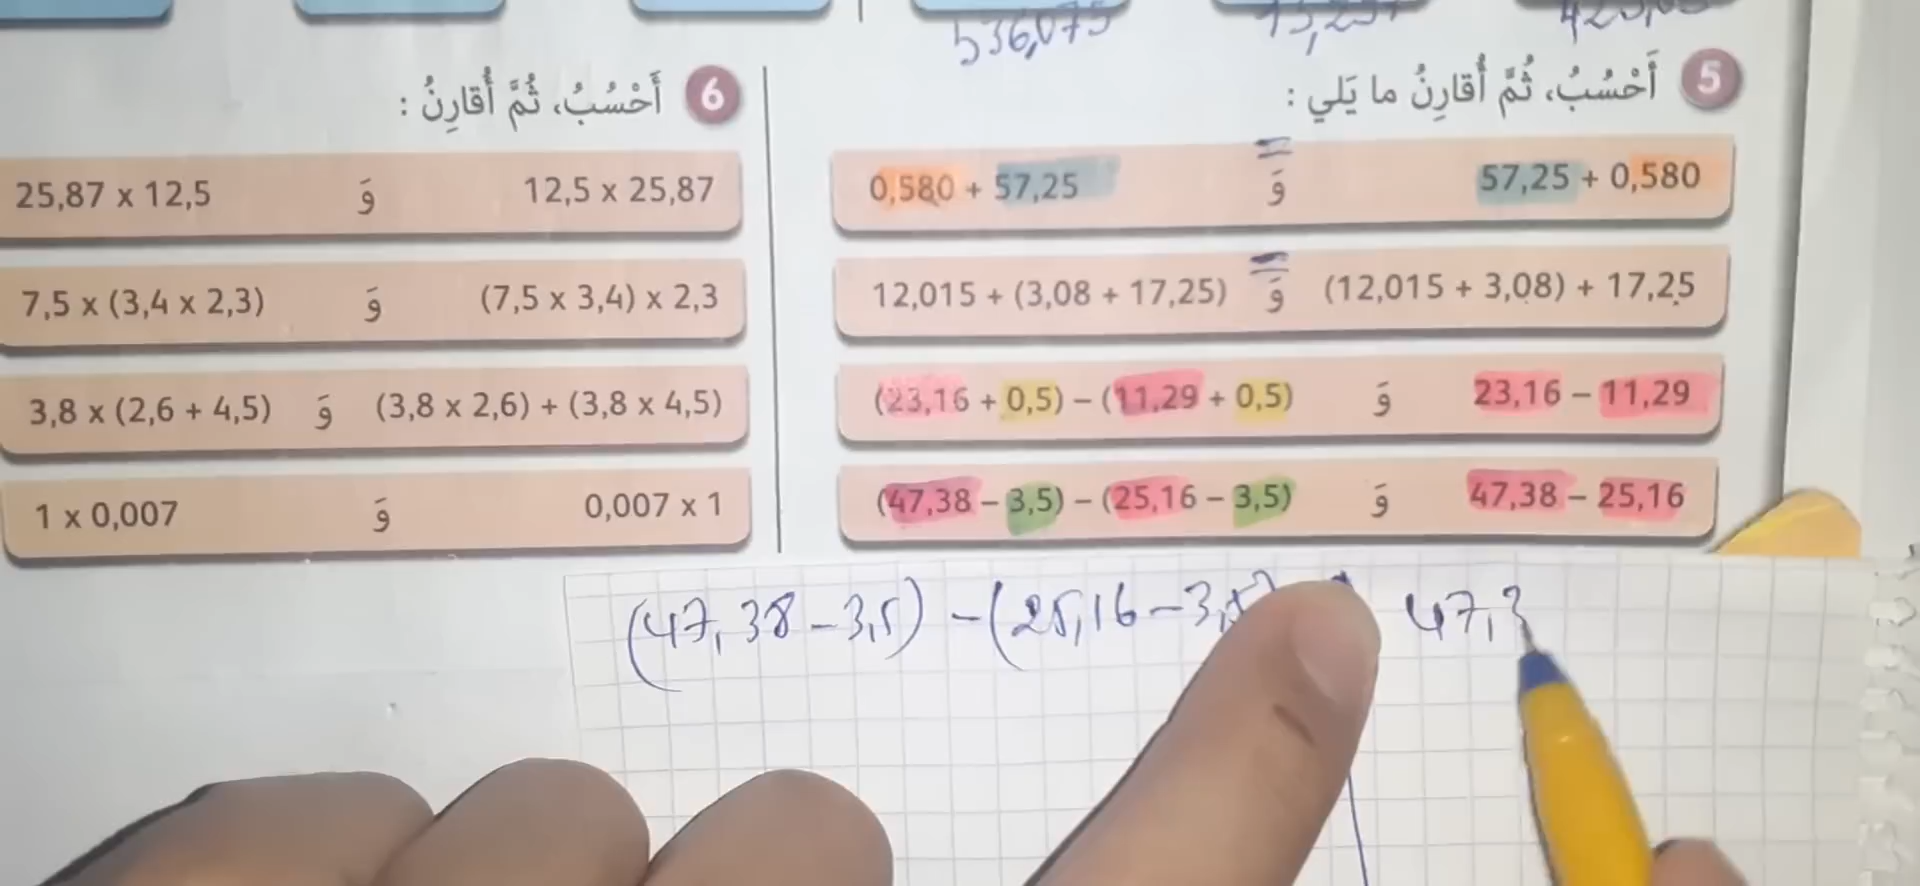 536,075
5 أَحْسُبُ، ثُمَّ أُقارِنُ ما يَلي :
0,580 + 57,25 وَ 57,25 + 0,580
=
12,015 + (3,08 + 17,25) وَ (12,015 + 3,08) + 17,25
=
(23,16 + 0,5) – (11,29 + 0,5) وَ 23,16 – 11,29
(47,38 – 3,5) – (25,16 – 3,5) وَ 47,38 – 25,16
6 أَحْسُبُ، ثُمَّ أُقارِنُ :
25,87 x 12,5 وَ 12,5 x 25,87
7,5 x (3,4 x 2,3) وَ (7,5 x 3,4) x 2,3
3,8 x (2,6 + 4,5) وَ (3,8 x 2,6) + (3,8 x 4,5)
1 x 0,007 وَ 0,007 x 1
(47,38 – 3,5) – (25,16 – 3,5 47,3